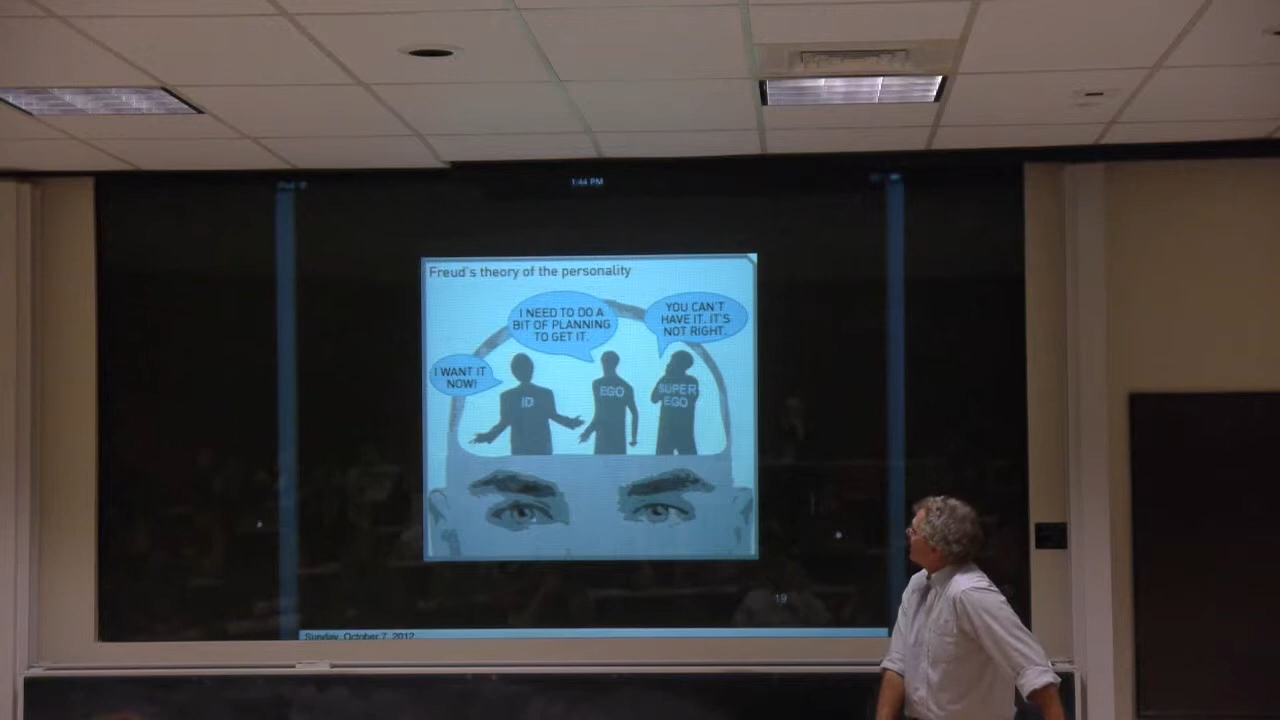 1:44 PM
Freud's theory of the personality
I NEED TO DO A
BIT OF PLANNING
TO GET IT.
YOU CAN'T
HAVE IT. IT'S
NOT RIGHT.
I WANT IT
NOW!
ID
EGO
SUPER
EGO
19
Sunday, October 7, 2012